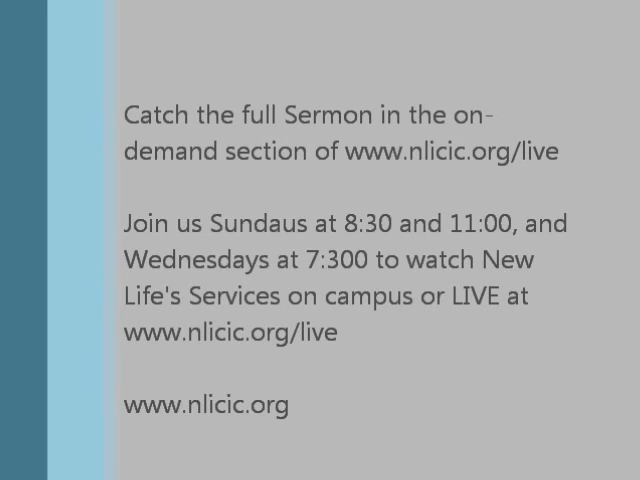 Catch the full Sermon in the on-
demand section of www.nlicic.org/live
Join us Sundaus at 8:30 and 11:00, and
Wednesdays at 7:300 to watch New
Life's Services on campus or LIVE at
www.nlicic.org/live
www.nlicic.org